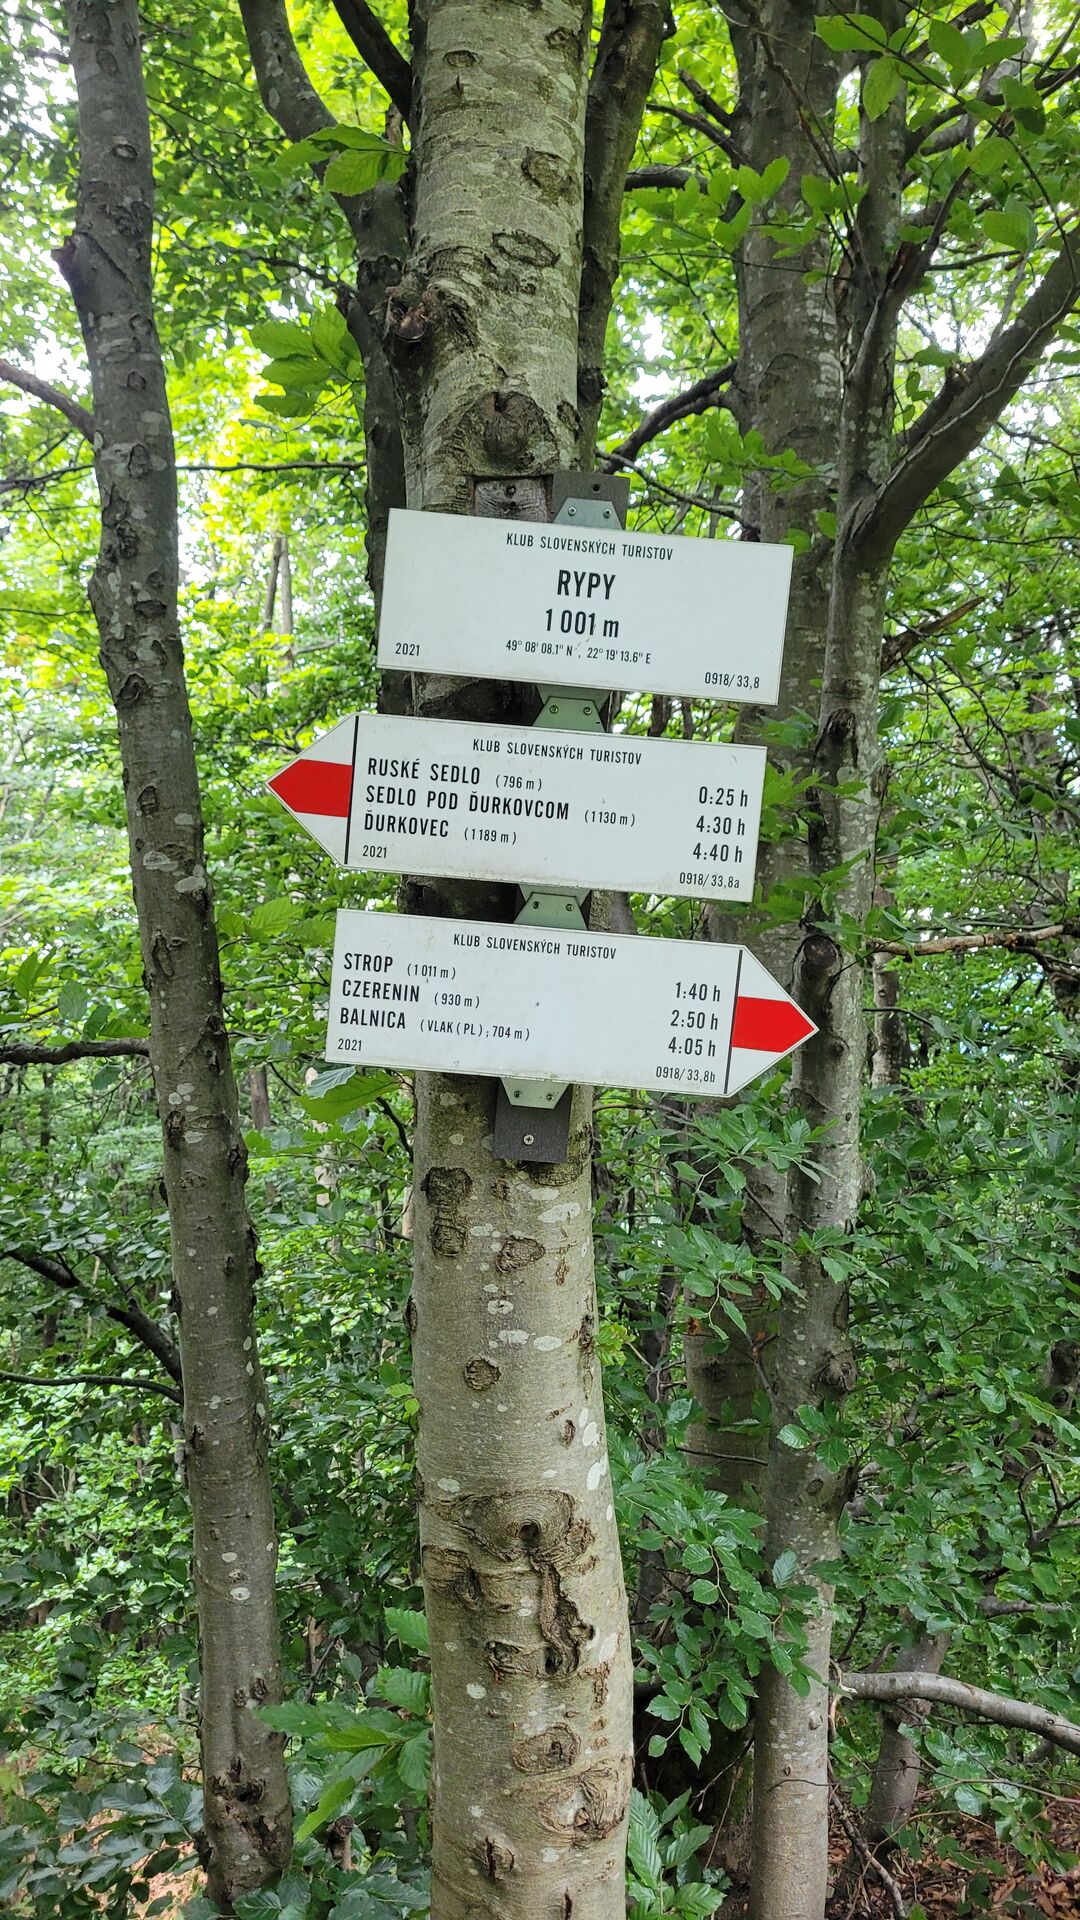 KLUB SLOVENSKÝCH TURISTOV
RYPY
1 001 m
49° 08' 08.1" N , 22° 19' 13.6" E
2021 0918/33,8
KLUB SLOVENSKÝCH TURISTOV
RUSKÉ SEDLO (796 m) 0:25 h
SEDLO POD ĎURKOVCOM (1130 m) 4:30 h
ĎURKOVEC (1189 m) 4:40 h
2021 0918/33,8a
KLUB SLOVENSKÝCH TURISTOV
STROP (1011 m) 1:40 h
CZERENIN (930 m) 2:50 h
BALNICA (VLAK (PL); 704 m) 4:05 h
2021 0918/33,8b